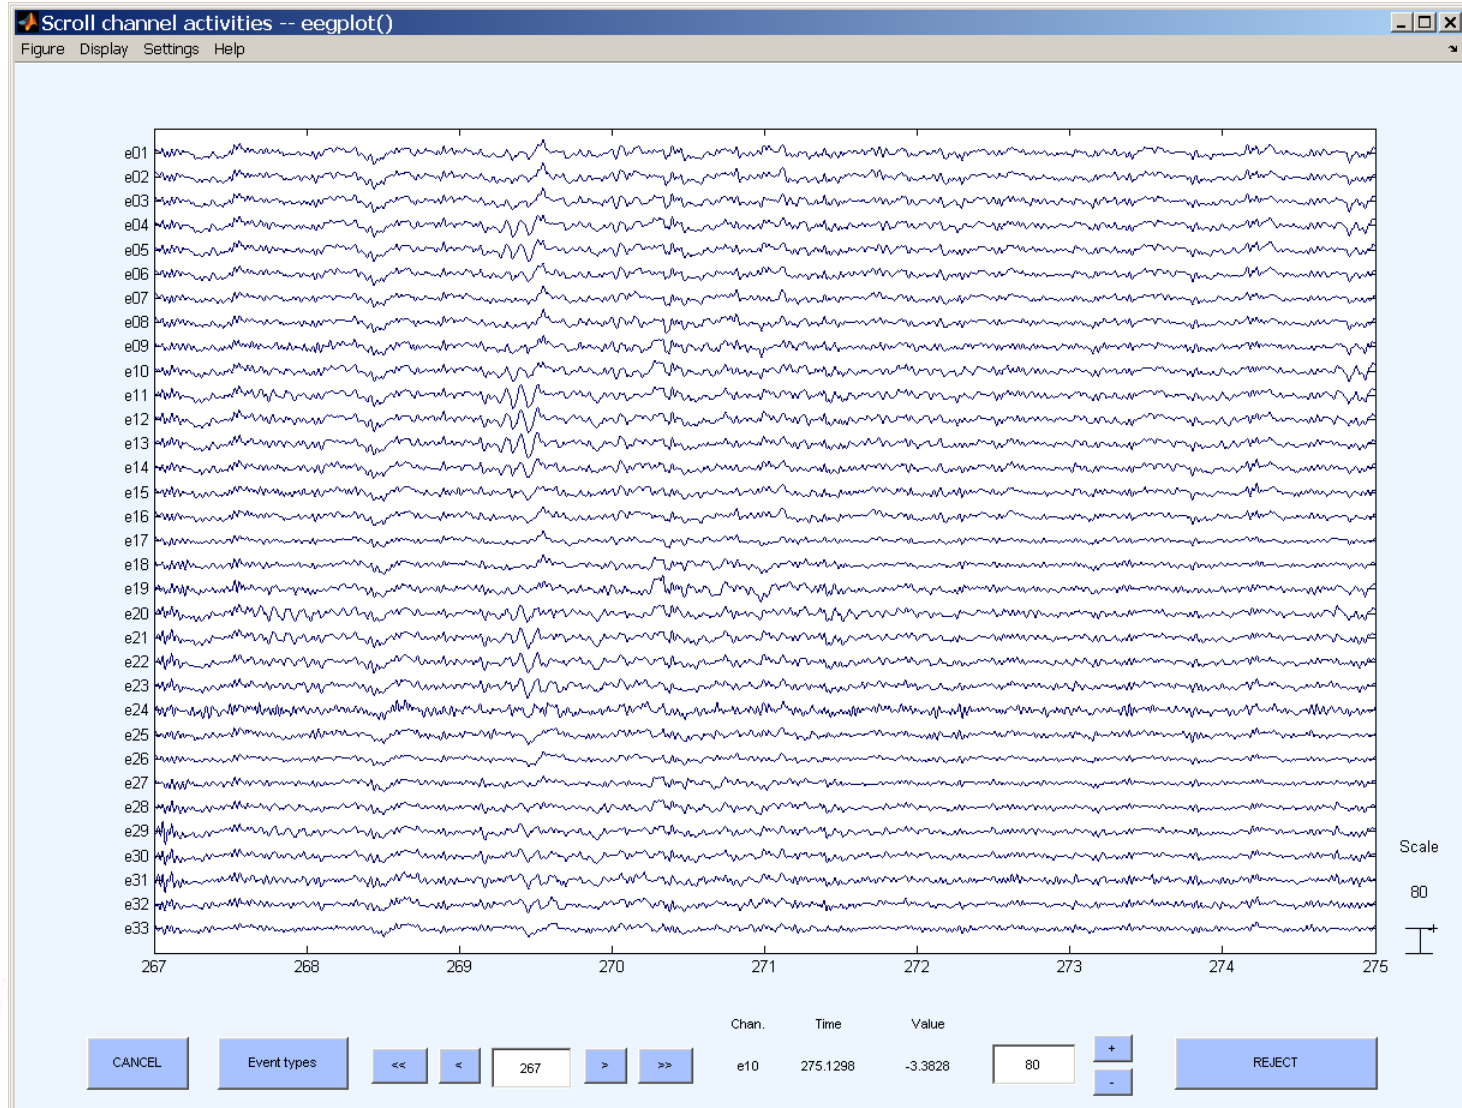 Scroll channel activities -- eegplot()
Figure Display Settings Help
e01
e02
e03
e04
e05
e06
e07
e08
e09
e10
e11
e12
e13
e14
e15
e16
e17
e18
e19
e20
e21
e22
e23
e24
e25
e26
e27
e28
e29
e30
e31
e32
e33
267 268 269 270 271 272 273 274 275
Scale
80
Chan. Time Value
CANCEL Event types << < 267 > >> e10 275.1298 -3.3828 80 + - REJECT